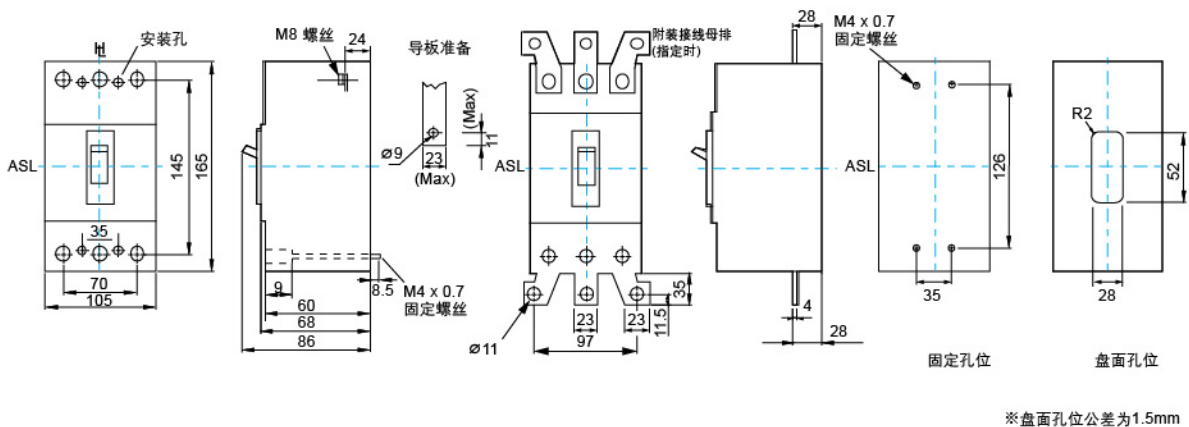 HL
安装孔
ASL
145
165
35
70
105
M8 螺丝
24
9
8.5
M4 x 0.7
固定螺丝
60
68
86
导板准备
(Max)
11
⌀9
23
(Max)
附装接线母排
(指定时)
ASL
35
11.5
23
23
97
⌀11
28
4
28
M4 x 0.7
固定螺丝
ASL
126
35
固定孔位
R2
52
28
盘面孔位
※盘面孔位公差为1.5mm